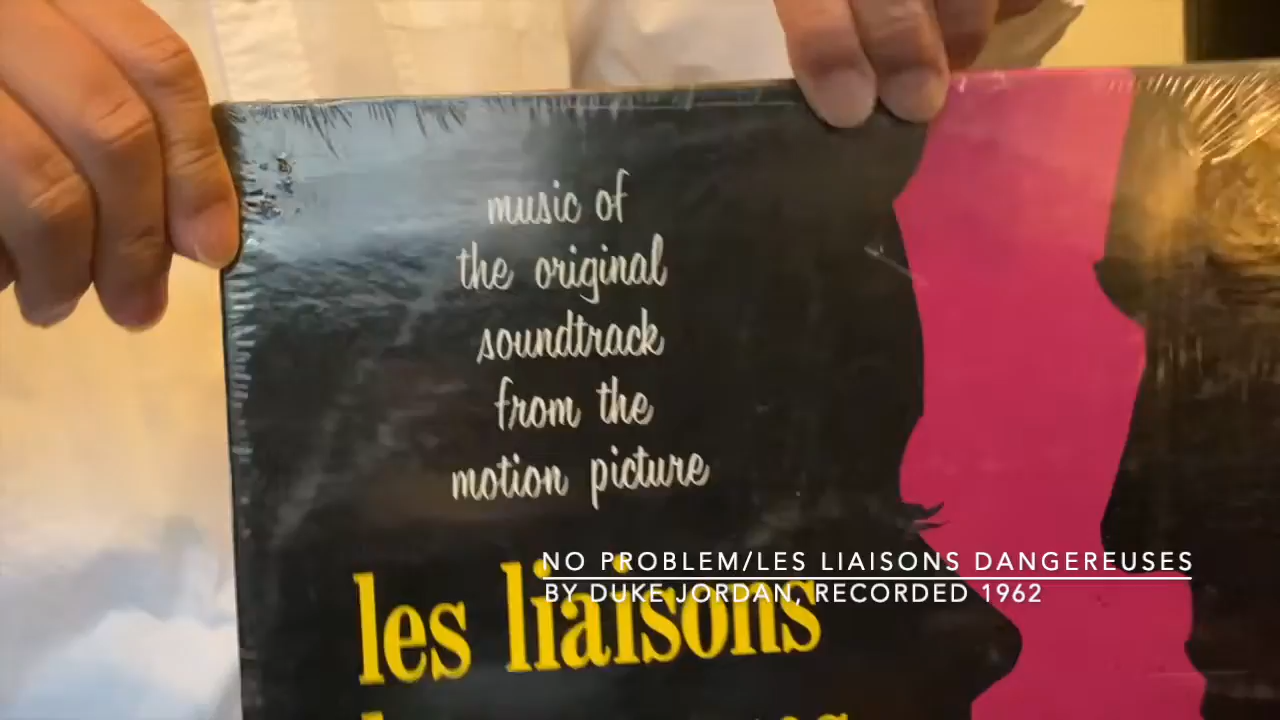 music of
the original
soundtrack
from the
motion picture
NO PROBLEM/LES LIAISONS DANGEREUSES
BY DUKE JORDAN, RECORDED 1962
les liaisons